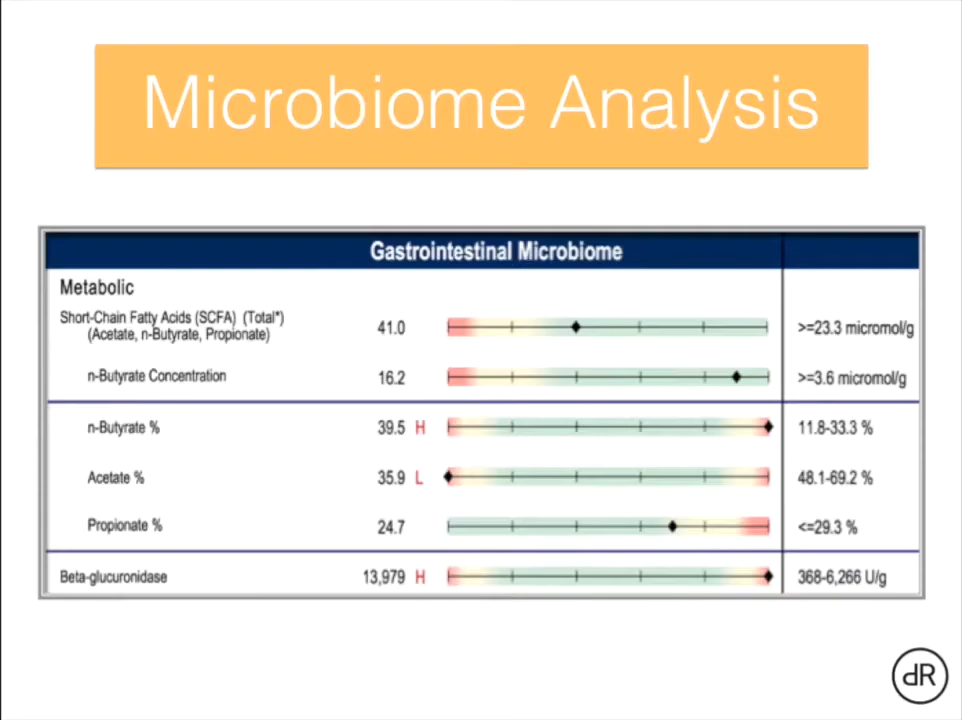 Microbiome Analysis
Gastrointestinal Microbiome
Metabolic
Short-Chain Fatty Acids (SCFA) (Total*)
(Acetate, n-Butyrate, Propionate) 41.0 >=23.3 micromol/g
n-Butyrate Concentration 16.2 >=3.6 micromol/g
n-Butyrate % 39.5 H 11.8-33.3 %
Acetate % 35.9 L 48.1-69.2 %
Propionate % 24.7 <=29.3 %
Beta-glucuronidase 13,979 H 368-6,266 U/g
dR